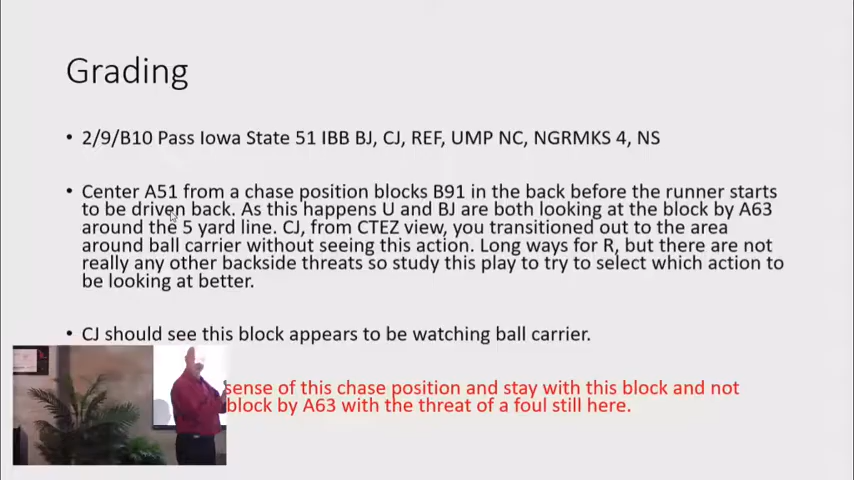 Grading
• 2/9/B10 Pass Iowa State 51 IBB BJ, CJ, REF, UMP NC, NGRMKS 4, NS
• Center A51 from a chase position blocks B91 in the back before the runner starts
to be driven back. As this happens U and BJ are both looking at the block by A63
around the 5 yard line. CJ, from CTEZ view, you transitioned out to the area
around ball carrier without seeing this action. Long ways for R, but there are not
really any other backside threats so study this play to try to select which action to
be looking at better.
• CJ should see this block appears to be watching ball carrier.
sense of this chase position and stay with this block and not
block by A63 with the threat of a foul still here.